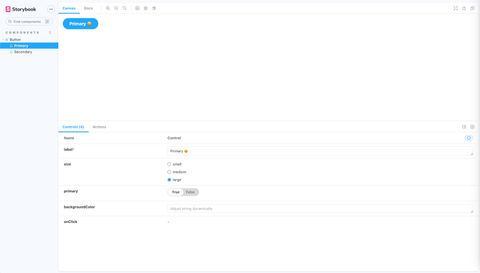 Storybook
Canvas
Docs
Find components
COMPONENTS
Button
Primary
Secondary
Primary 😄
Controls (4)
Actions
Name
Control
label*
Primary 😄
size
small
medium
large
primary
True
False
backgroundColor
Adjust string dynamically
onClick
-